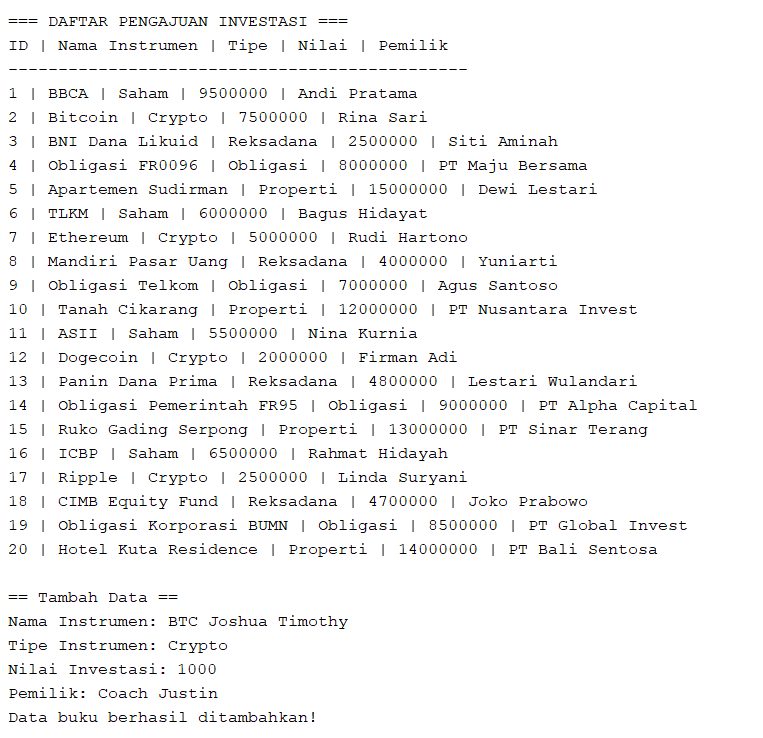 === DAFTAR PENGAJUAN INVESTASI ===
ID | Nama Instrumen | Tipe | Nilai | Pemilik
----------------------------------------------
1 | BBCA | Saham | 9500000 | Andi Pratama
2 | Bitcoin | Crypto | 7500000 | Rina Sari
3 | BNI Dana Likuid | Reksadana | 2500000 | Siti Aminah
4 | Obligasi FR0096 | Obligasi | 8000000 | PT Maju Bersama
5 | Apartemen Sudirman | Properti | 15000000 | Dewi Lestari
6 | TLKM | Saham | 6000000 | Bagus Hidayat
7 | Ethereum | Crypto | 5000000 | Rudi Hartono
8 | Mandiri Pasar Uang | Reksadana | 4000000 | Yuniarti
9 | Obligasi Telkom | Obligasi | 7000000 | Agus Santoso
10 | Tanah Cikarang | Properti | 12000000 | PT Nusantara Invest
11 | ASII | Saham | 5500000 | Nina Kurnia
12 | Dogecoin | Crypto | 2000000 | Firman Adi
13 | Panin Dana Prima | Reksadana | 4800000 | Lestari Wulandari
14 | Obligasi Pemerintah FR95 | Obligasi | 9000000 | PT Alpha Capital
15 | Ruko Gading Serpong | Properti | 13000000 | PT Sinar Terang
16 | ICBP | Saham | 6500000 | Rahmat Hidayah
17 | Ripple | Crypto | 2500000 | Linda Suryani
18 | CIMB Equity Fund | Reksadana | 4700000 | Joko Prabowo
19 | Obligasi Korporasi BUMN | Obligasi | 8500000 | PT Global Invest
20 | Hotel Kuta Residence | Properti | 14000000 | PT Bali Sentosa
== Tambah Data ==
Nama Instrumen: BTC Joshua Timothy
Tipe Instrumen: Crypto
Nilai Investasi: 1000
Pemilik: Coach Justin
Data buku berhasil ditambahkan!